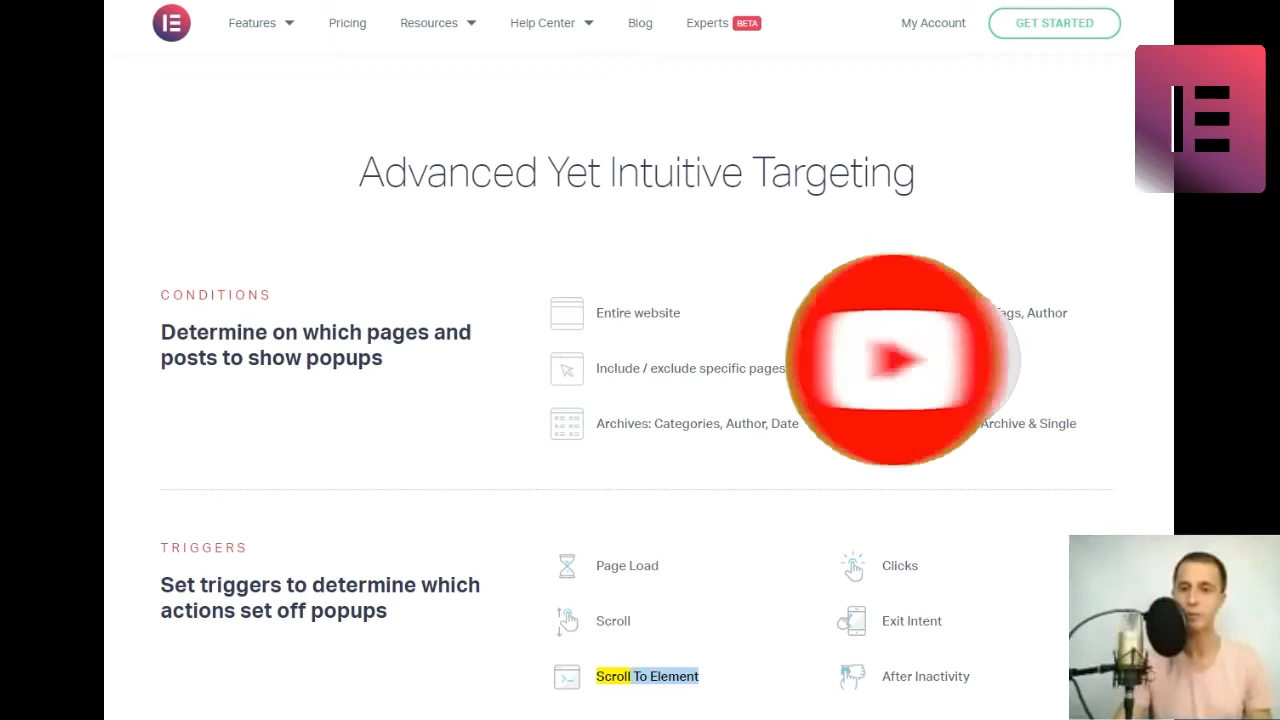 Features
Pricing
Resources
Help Center
Blog
Experts BETA
My Account
GET STARTED
Advanced Yet Intuitive Targeting
CONDITIONS
Determine on which pages and
posts to show popups
Entire website
Tags, Author
Include / exclude specific pages
Archives: Categories, Author, Date
Archive & Single
TRIGGERS
Set triggers to determine which
actions set off popups
Page Load
Clicks
Scroll
Exit Intent
Scroll To Element
After Inactivity